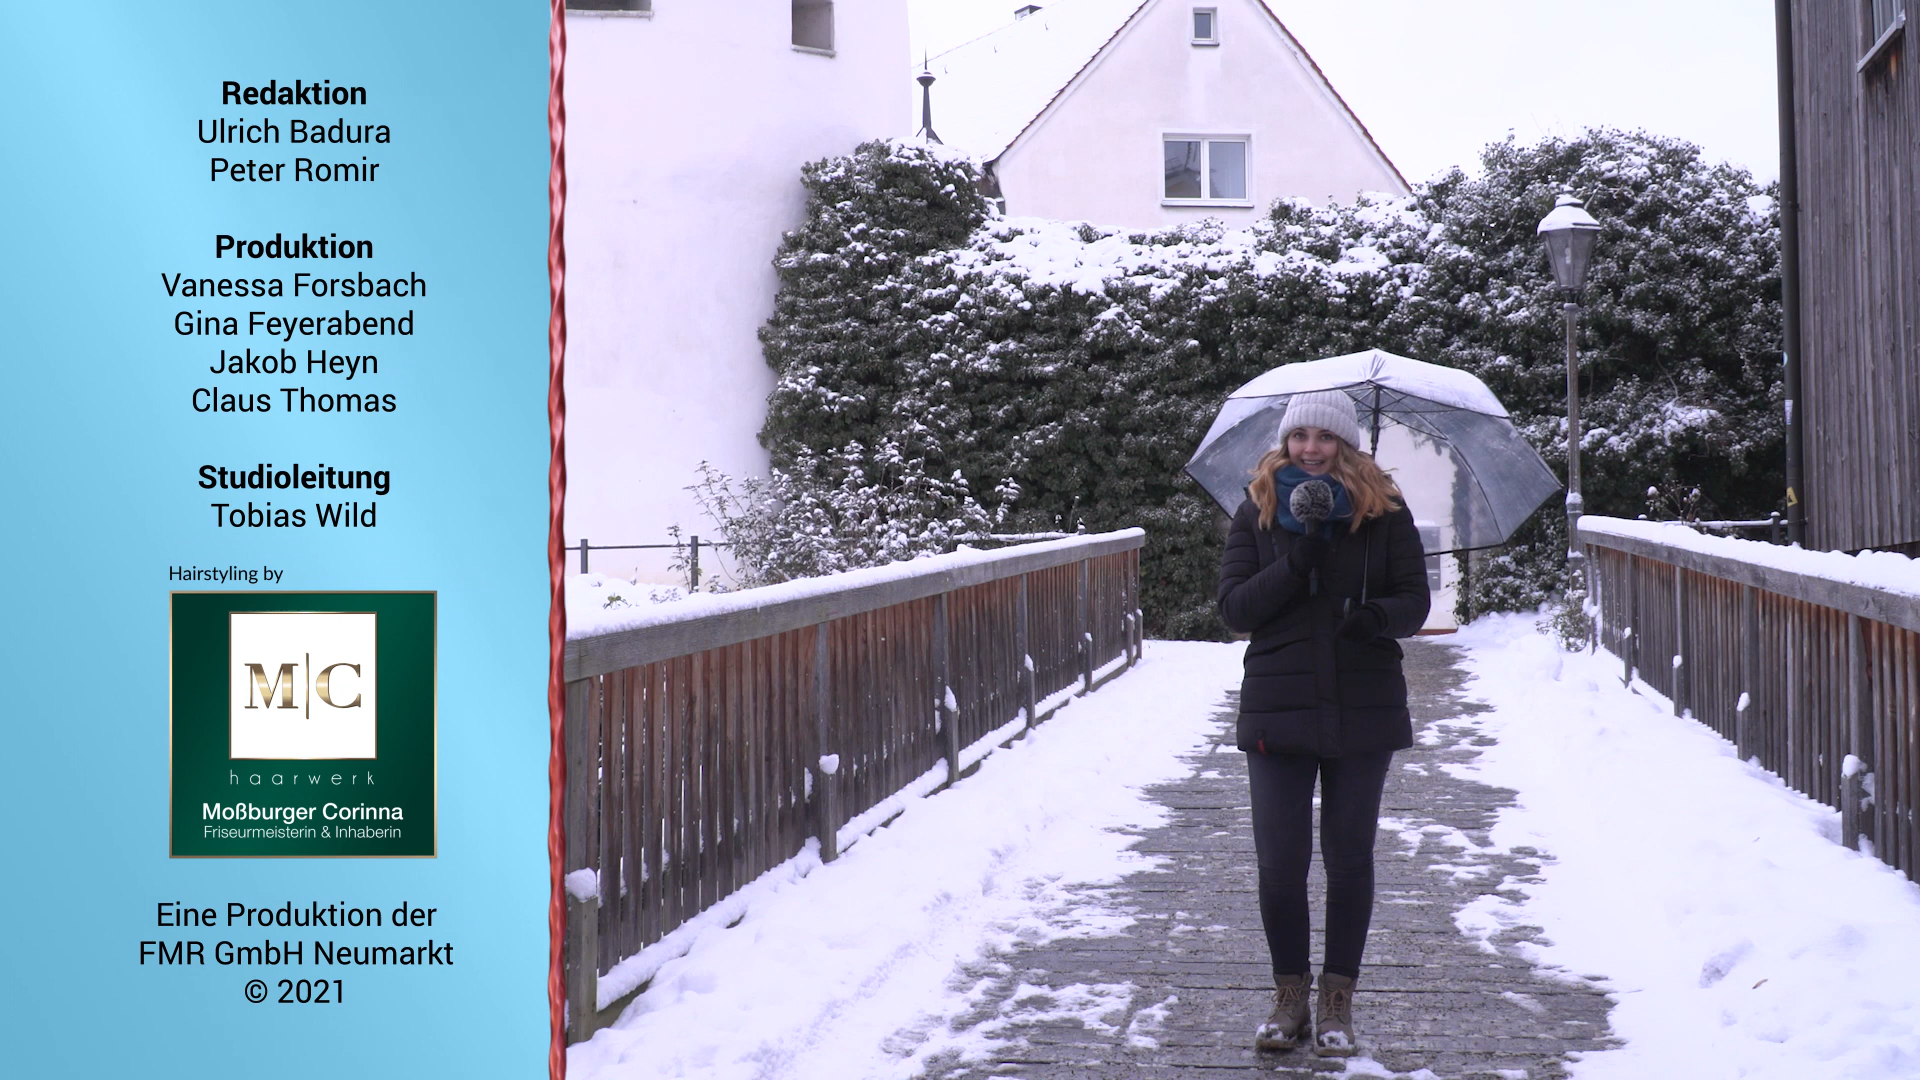 Redaktion
Ulrich Badura
Peter Romir
Produktion
Vanessa Forsbach
Gina Feyerabend
Jakob Heyn
Claus Thomas
Studioleitung
Tobias Wild
Hairstyling by
M|C
haarwerk
Moßburger Corinna
Friseurmeisterin & Inhaberin
Eine Produktion der
FMR GmbH Neumarkt
© 2021